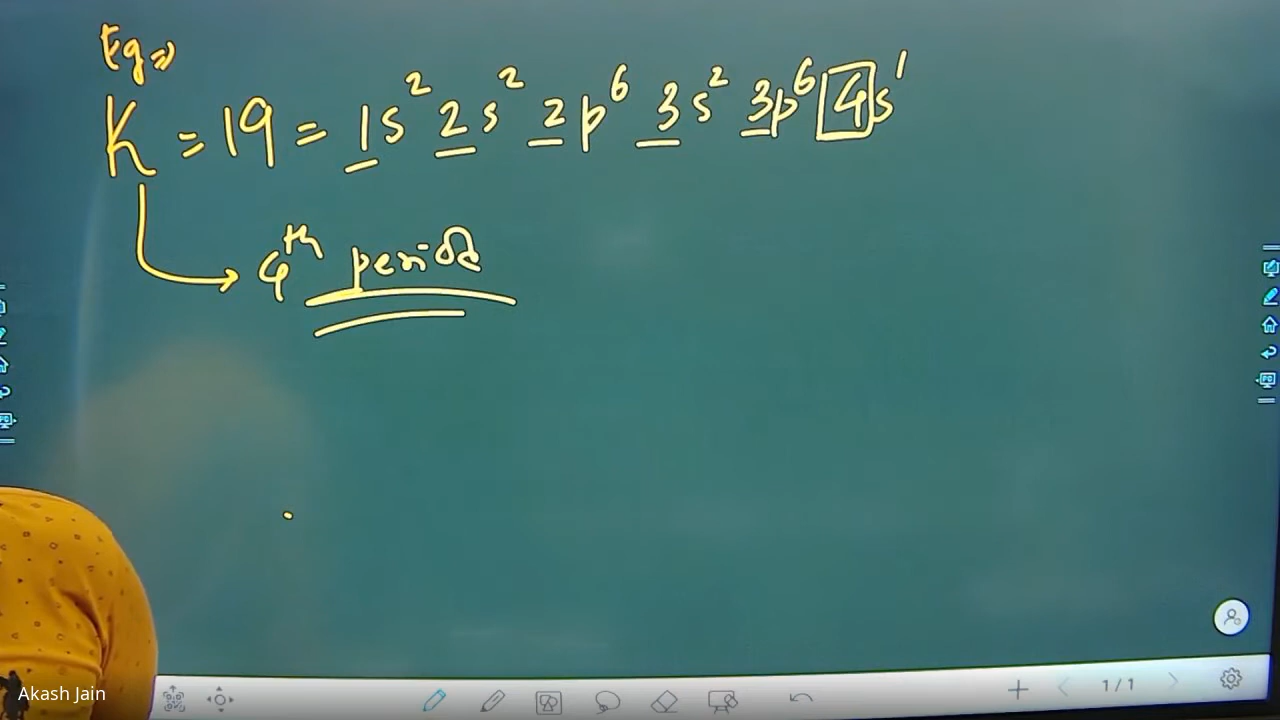 Eg ⇒
K = 19 = 1s² 2s² 2p⁶ 3s² 3p⁶ 4s¹
4th period
Akash Jain
1/1